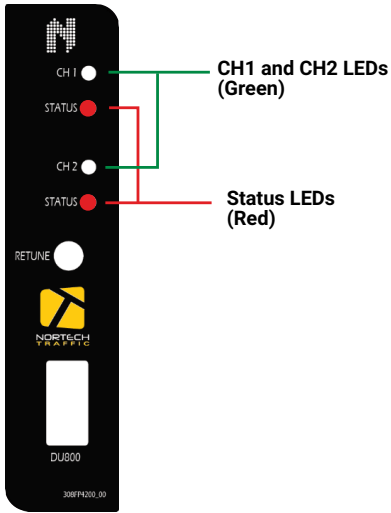 CH 1
STATUS
CH 2
STATUS
RETUNE
NORTECH
TRAFFIC
DU800
308FP4200_00
CH1 and CH2 LEDs
(Green)
Status LEDs
(Red)